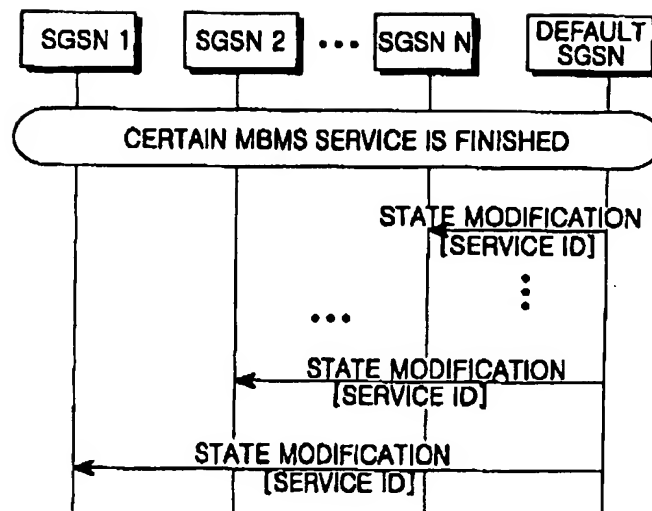 SGSN 1
SGSN 2
SGSN N
DEFAULT
SGSN
CERTAIN MBMS SERVICE IS FINISHED
STATE MODIFICATION
[SERVICE ID]
STATE MODIFICATION
[SERVICE ID]
STATE MODIFICATION
[SERVICE ID]